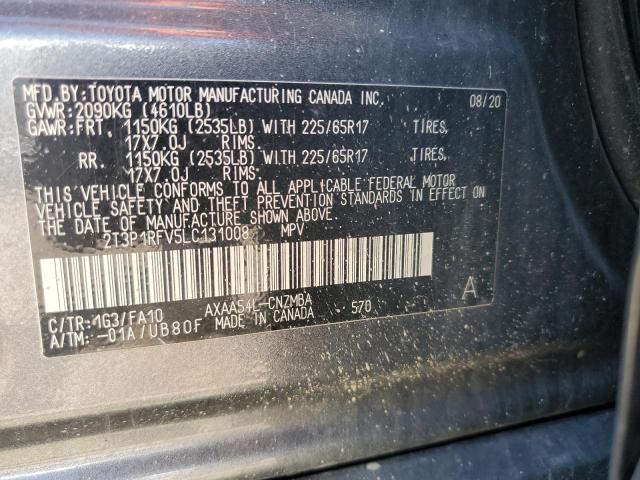 MFD.BY:TOYOTA MOTOR MANUFACTURING CANADA INC. 08/20
GVWR:2090KG (4610LB)
GAWR:FRT. 1150KG (2535LB) WITH 225/65R17 TIRES,
17X7.0J RIMS.
RR. 1150KG (2535LB) WITH 225/65R17 TIRES,
17X7.0J RIMS.
THIS VEHICLE CONFORMS TO ALL APPLICABLE FEDERAL MOTOR
VEHICLE SAFETY AND THEFT PREVENTION STANDARDS IN EFFECT ON
THE DATE OF MANUFACTURE SHOWN ABOVE.
2T3P1RFV5LC131008 MPV
C/TR:1G3/FA10 AXAA54L-CNZMBA 570 A
A/TM:-01A/UB80F MADE IN CANADA